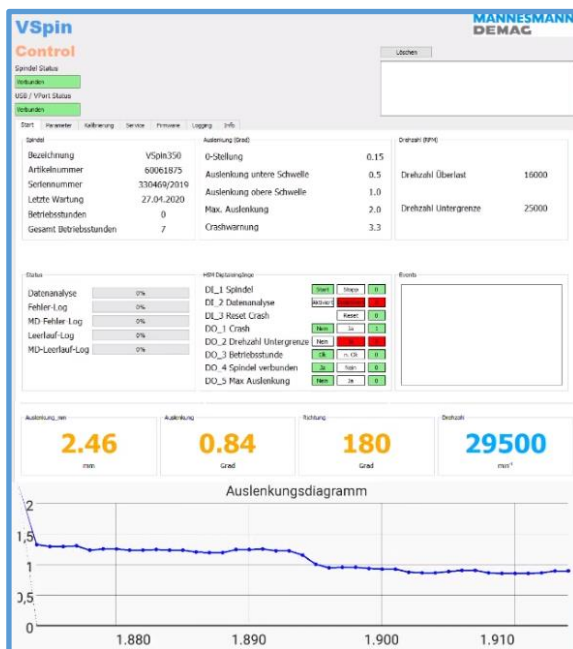 VSpin
MANNESMANN
DEMAG
Control
Löschen
Spindel Status
Verbunden
USB / VPort Status
Verbunden
Start Parameter Kalibrierung Service Firmware Logging Info
Spindel
Bezeichnung VSpin350
Artikelnummer 60061875
Seriennummer 330469/2019
Letzte Wartung 27.04.2020
Betriebsstunden 0
Gesamt Betriebsstunden 7
Auslenkung (Grad)
0-Stellung 0.15
Auslenkung untere Schwelle 0.5
Auslenkung obere Schwelle 1.0
Max. Auslenkung 2.0
Crashwarnung 3.3
Drehzahl (RPM)
Drehzahl Überlast 16000
Drehzahl Untergrenze 25000
Status
Datenanalyse 0%
Fehler-Log 0%
MD-Fehler-Log 0%
Leerlauf-Log 0%
MD-Leerlauf-Log 0%
HSM Digitaleingänge
DI_1 Spindel Start Stopp 0
DI_2 Datenanalyse Aktiviert
DI_3 Reset Crash Reset 0
DO_1 Crash Nein Ja 1
DO_2 Drehzahl Untergrenze Nein
DO_3 Betriebsstunde Ok n. Ok 0
DO_4 Spindel verbunden Ja Nein 0
DO_5 Max Auslenkung Nein Ja 0
Events
Auslenkung_mm
2.46
mm
Auslenkung
0.84
Grad
Richtung
180
Grad
Drehzahl
29500
Auslenkungsdiagramm
2
1,5
1
0,5
0
1.880 1.890 1.900 1.910